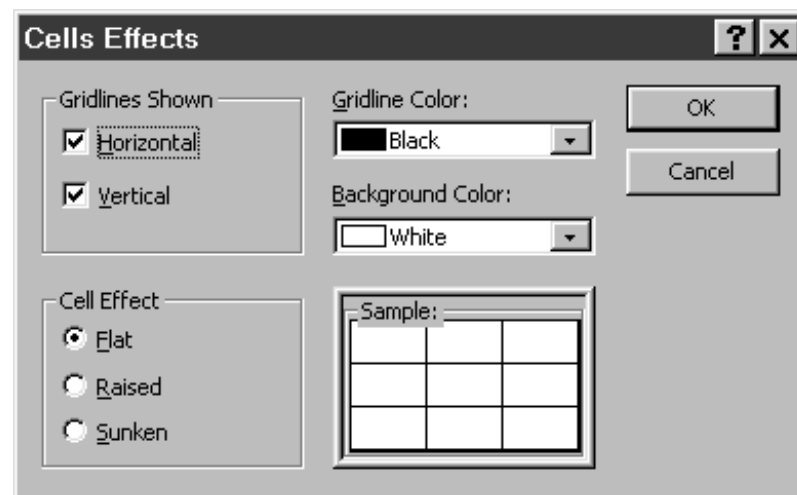 Cells Effects
Gridlines Shown
Horizontal
Vertical
Gridline Color:
Black
Background Color:
White
OK
Cancel
Cell Effect
Flat
Raised
Sunken
Sample: